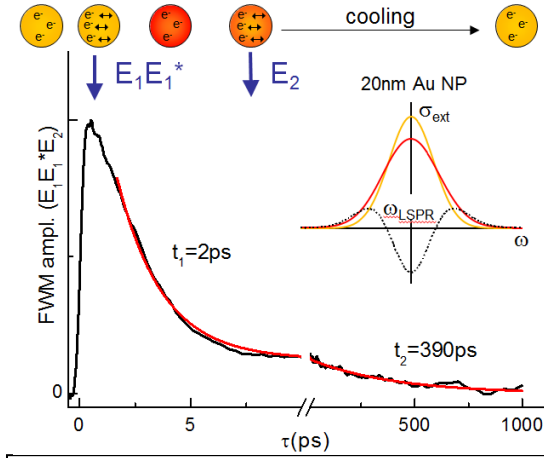 e⁻ e⁻ e⁻
e⁻ e⁻ e⁻
e⁻ e⁻ e⁻
e⁻ e⁻ e⁻
cooling
e⁻ e⁻ e⁻
E₁E₁*
E₂
20nm Au NP
σext
ωLSPR
ω
t₁=2ps
t₂=390ps
FWM ampl. (E₁E₁*E₂)
0
0
5
500
1000
τ(ps)